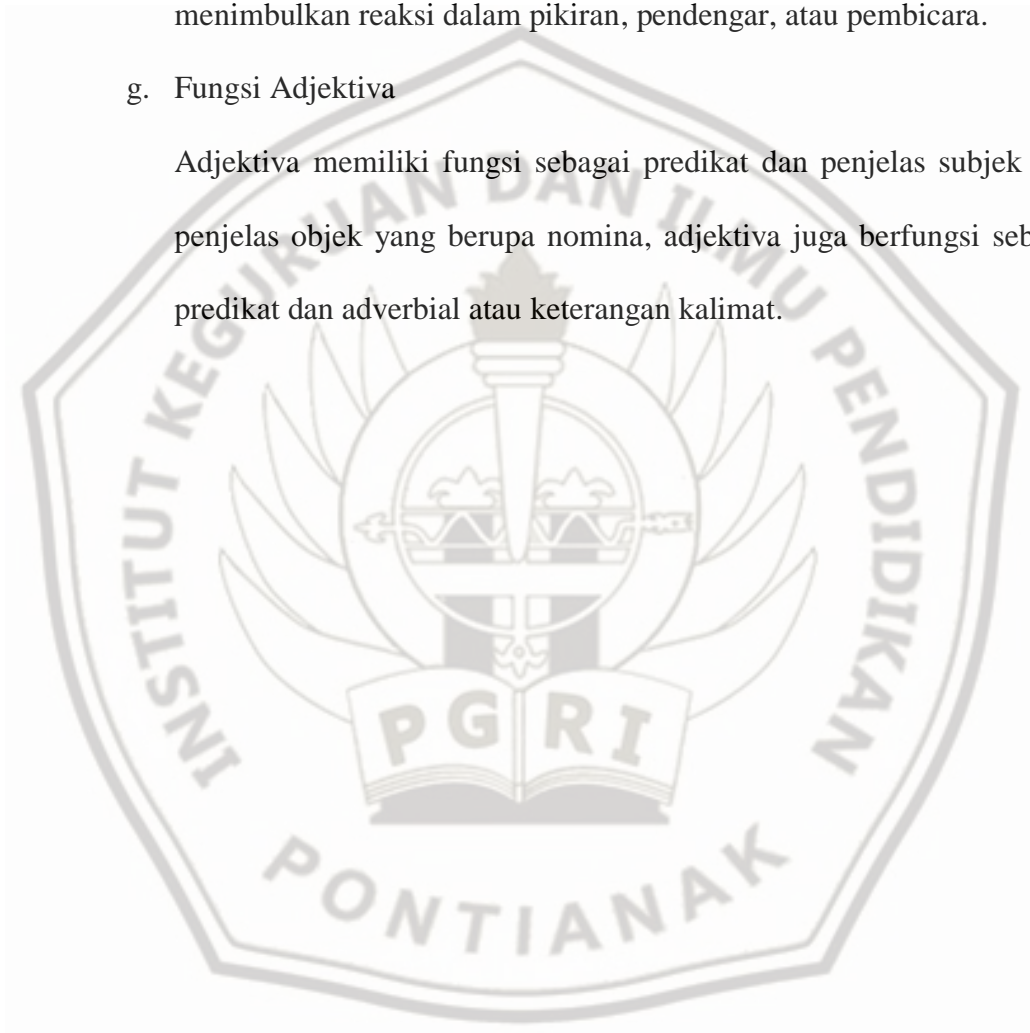 menimbulkan reaksi dalam pikiran, pendengar, atau pembicara.
g. Fungsi Adjektiva
Adjektiva memiliki fungsi sebagai predikat dan penjelas subjek
penjelas objek yang berupa nomina, adjektiva juga berfungsi
predikat dan adverbial atau keterangan kalimat.
INSTITUT KEGURUAN DAN ILMU PENDIDIKAN
PGRI
PONTIANAK